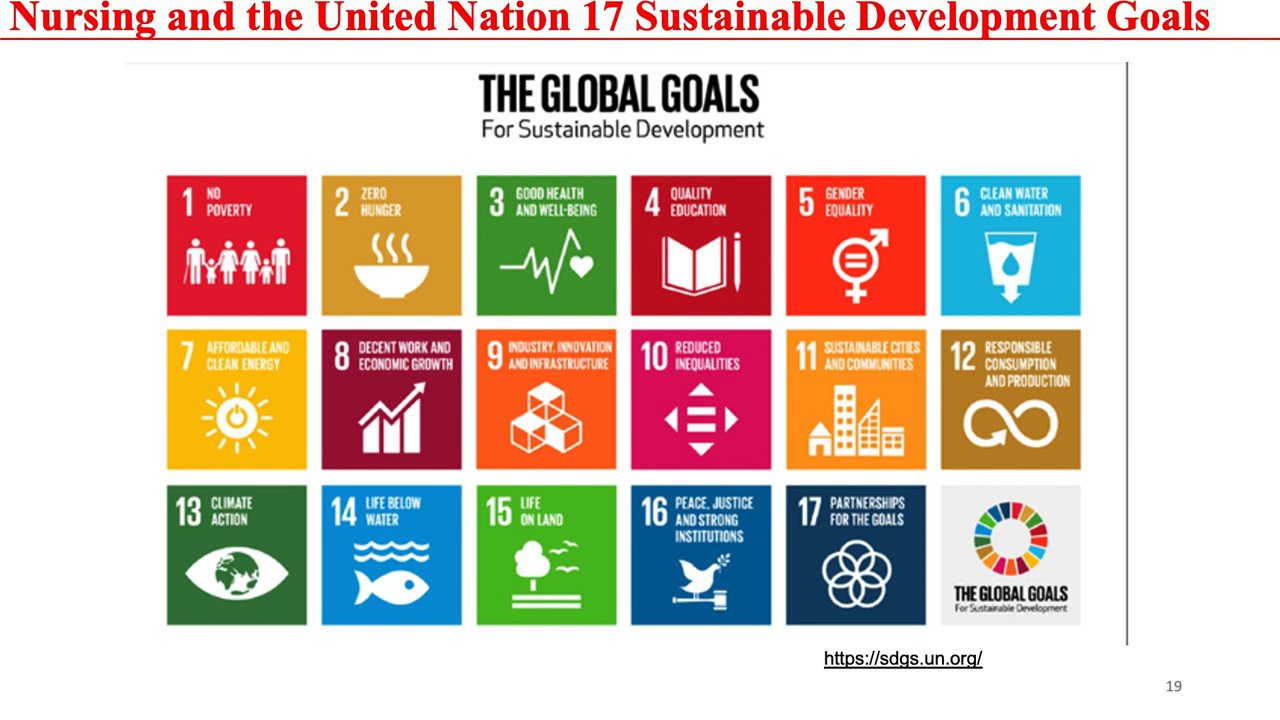 Nursing and the United Nation 17 Sustainable Development Goals
THE GLOBAL GOALS
For Sustainable Development
1 NO
POVERTY
2 ZERO
HUNGER
3 GOOD HEALTH
AND WELL-BEING
4 QUALITY
EDUCATION
5 GENDER
EQUALITY
6 CLEAN WATER
AND SANITATION
7 AFFORDABLE AND
CLEAN ENERGY
8 DECENT WORK AND
ECONOMIC GROWTH
9 INDUSTRY, INNOVATION
AND INFRASTRUCTURE
10 REDUCED
INEQUALITIES
11 SUSTAINABLE CITIES
AND COMMUNITIES
12 RESPONSIBLE
CONSUMPTION
AND PRODUCTION
13 CLIMATE
ACTION
14 LIFE BELOW
WATER
15 LIFE
ON LAND
16 PEACE, JUSTICE
AND STRONG
INSTITUTIONS
17 PARTNERSHIPS
FOR THE GOALS
THE GLOBAL GOALS
For Sustainable Development
https://sdgs.un.org/
19